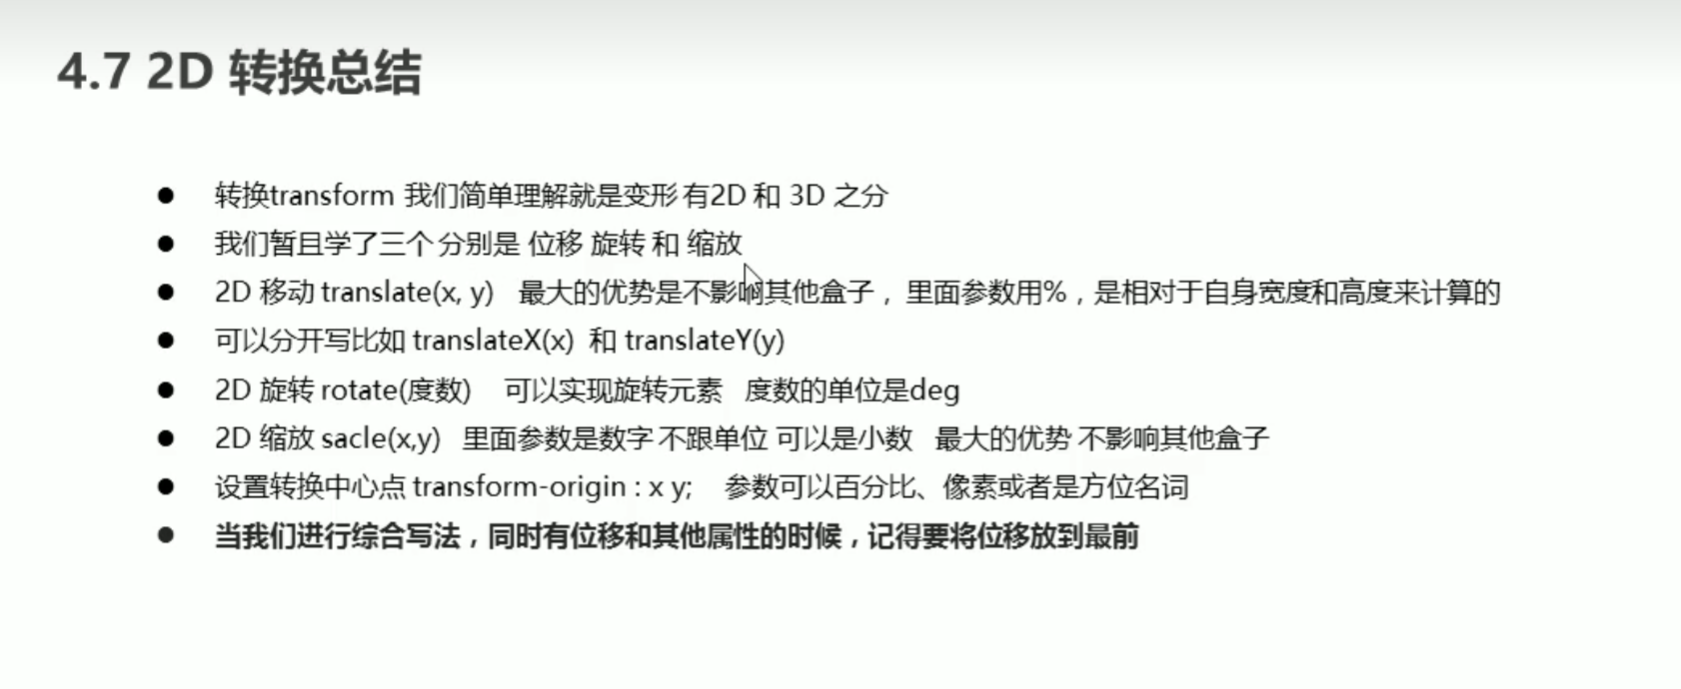 4.7 2D 转换总结
● 转换transform 我们简单理解就是变形 有2D 和 3D 之分
● 我们暂且学了三个 分别是 位移 旋转 和 缩放
● 2D 移动 translate(x, y) 最大的优势是不影响其他盒子，里面参数用%，是相对于自身宽度和高度来计算的
● 可以分开写比如 translateX(x) 和 translateY(y)
● 2D 旋转 rotate(度数) 可以实现旋转元素 度数的单位是deg
● 2D 缩放 sacle(x,y) 里面参数是数字 不跟单位 可以是小数 最大的优势 不影响其他盒子
● 设置转换中心点 transform-origin : x y; 参数可以百分比、像素或者是方位名词
● 当我们进行综合写法，同时有位移和其他属性的时候，记得要将位移放到最前